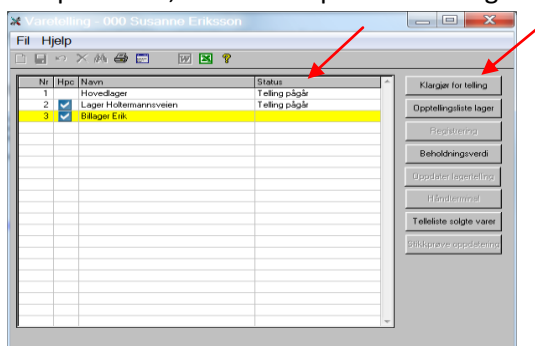 Varetelling - 000 Susanne Eriksson
Fil Hjelp
Nr Hpc Navn Status
1 Hovedlager Telling pågår
2 Lager Holtermannsveien Telling pågår
3 Billager Erik
Klargjør for telling
Opptellingsliste lager
Registrering
Beholdningsverdi
Oppdater lagertelling
Håndterminal
Telleliste solgte varer
Stikkprøve oppdatering